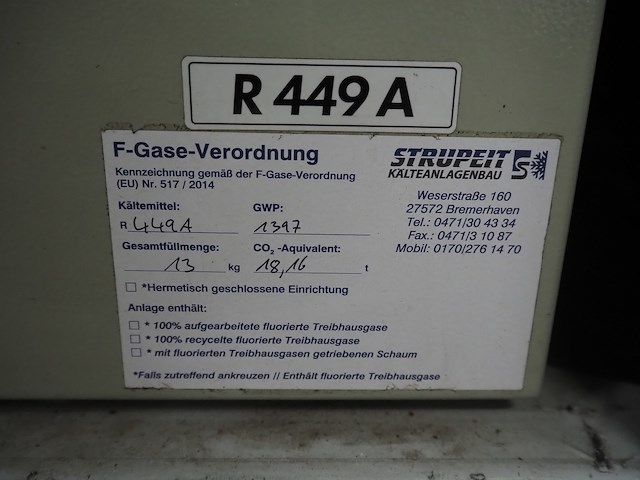 R 449 A
F-Gase-Verordnung
Kennzeichnung gemäß der F-Gase-Verordnung
(EU) Nr. 517 / 2014
STRUPEIT
KÄLTEANLAGENBAU
S
Weserstraße 160
27572 Bremerhaven
Tel.: 0471/30 43 34
Fax.: 0471/3 10 87
Mobil: 0170/276 14 70
Kältemittel: GWP:
R 449A 1397
Gesamtfüllmenge: CO2-Aquivalent:
13 kg 18,16 t
*Hermetisch geschlossene Einrichtung
Anlage enthält:
* 100% aufgearbeitete fluorierte Treibhausgase
* 100% recycelte fluorierte Treibhausgase
* mit fluorierten Treibhausgasen getriebenen Schaum
*Falls zutreffend ankreuzen // Enthält fluorierte Treibhausgase